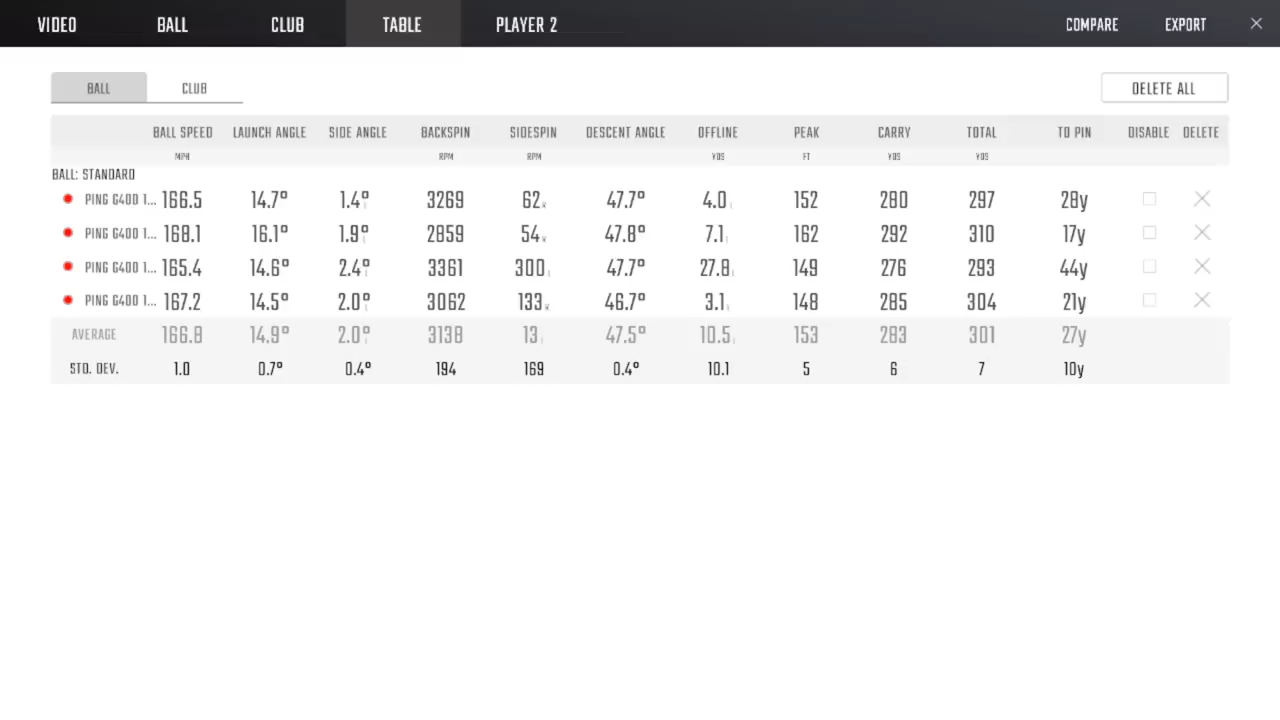 VIDEO BALL CLUB TABLE PLAYER 2 COMPARE EXPORT
BALL CLUB DELETE ALL
BALL SPEED LAUNCH ANGLE SIDE ANGLE BACKSPIN SIDESPIN DESCENT ANGLE OFFLINE PEAK CARRY TOTAL TO PIN DISABLE DELETE
MPH RPM RPM YDS FT YDS YDS
BALL: STANDARD
PING G400 1... 166.5 14.7° 1.4° 3269 62 47.7° 4.0 152 280 297 28y
PING G400 1... 168.1 16.1° 1.9° 2859 54 47.8° 7.1 162 292 310 17y
PING G400 1... 165.4 14.6° 2.4° 3361 300 47.7° 27.8 149 276 293 44y
PING G400 1... 167.2 14.5° 2.0° 3062 133 46.7° 3.1 148 285 304 21y
AVERAGE 166.8 14.9° 2.0° 3138 13 47.5° 10.5 153 283 301 27y
STD. DEV. 1.0 0.7° 0.4° 194 169 0.4° 10.1 5 6 7 10y